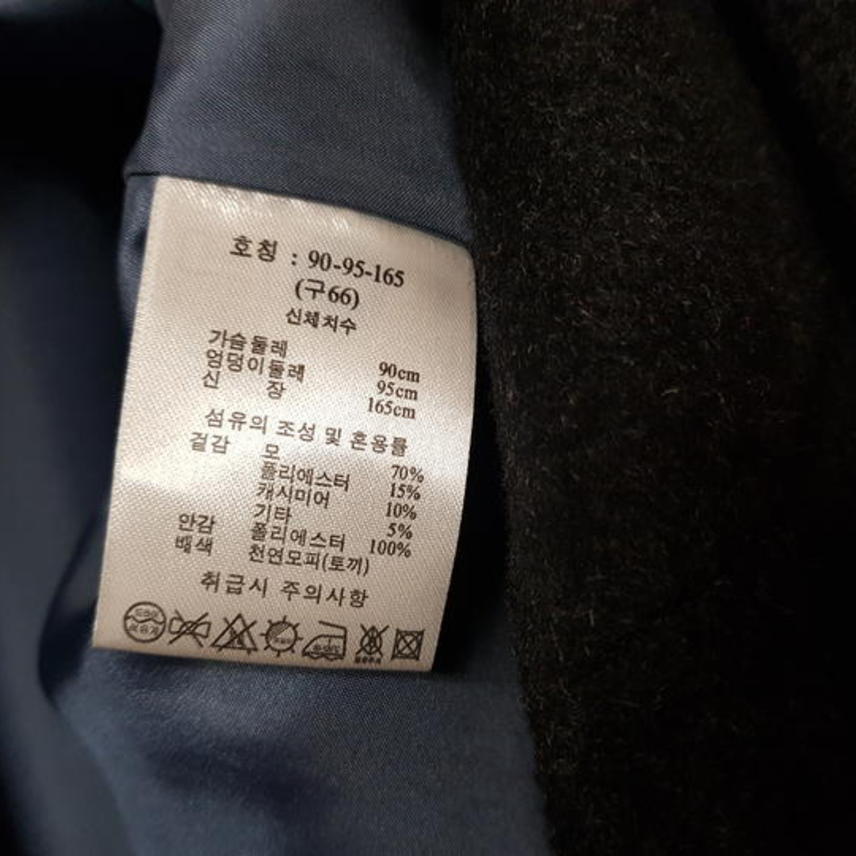 호칭 : 90-95-165
(구66)
신체치수
가슴둘레 90cm
엉덩이둘레 95cm
신 장 165cm
섬유의 조성 및 혼용률
겉감 모 70%
폴리에스터 15%
캐시미어 10%
기타 5%
안감 폴리에스터 100%
배색 천연모피(토끼)
취급시 주의사항
드라이